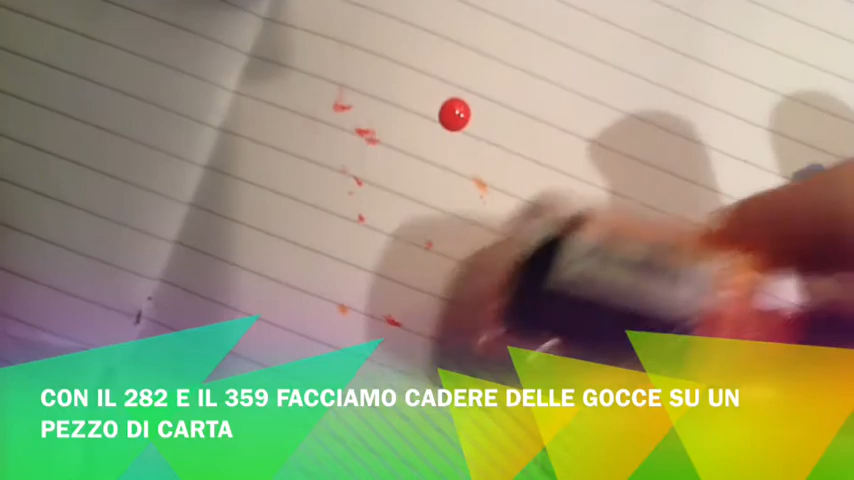 CON IL 282 E IL 359 FACCIAMO CADERE DELLE GOCCE SU UN
PEZZO DI CARTA